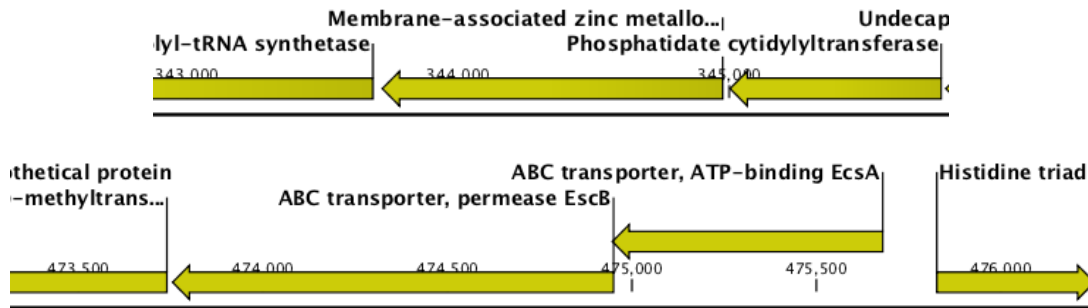 Membrane-associated zinc metallo... Undecap
lyl-tRNA synthetase Phosphatidate cytidylyltransferase
343,000 344,000 345,000
othetical protein ABC transporter, ATP-binding EcsA Histidine triad
-methyltrans... ABC transporter, permease EscB
473,500 474,000 474,500 475,000 475,500 476,000